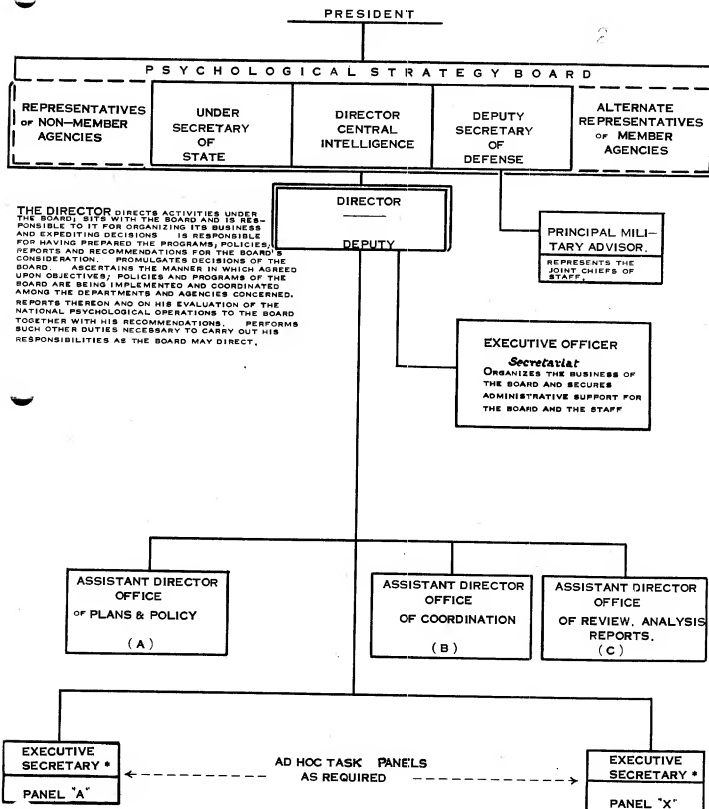 PRESIDENT
2
PSYCHOLOGICAL STRATEGY BOARD
REPRESENTATIVES
OF NON-MEMBER
AGENCIES
UNDER
SECRETARY
OF
STATE
DIRECTOR
CENTRAL
INTELLIGENCE
DEPUTY
SECRETARY
OF
DEFENSE
ALTERNATE
REPRESENTATIVES
OF MEMBER
AGENCIES
DIRECTOR
DEPUTY
THE DIRECTOR DIRECTS ACTIVITIES UNDER
THE BOARD; SITS WITH THE BOARD AND IS RES-
PONSIBLE TO IT FOR ORGANIZING ITS BUSINESS
AND EXPEDITING DECISIONS IS RESPONSIBLE
FOR HAVING PREPARED THE PROGRAMS, POLICIES,
REPORTS AND RECOMMENDATIONS FOR THE BOARD'S
CONSIDERATION. PROMULGATES DECISIONS OF THE
BOARD. ASCERTAINS THE MANNER IN WHICH AGREED
UPON OBJECTIVES; POLICIES AND PROGRAMS OF THE
BOARD ARE BEING IMPLEMENTED AND COORDINATED
AMONG THE DEPARTMENTS AND AGENCIES CONCERNED.
REPORTS THEREON AND ON HIS EVALUATION OF THE
NATIONAL PSYCHOLOGICAL OPERATIONS TO THE BOARD
TOGETHER WITH HIS RECOMMENDATIONS. PERFORMS
SUCH OTHER DUTIES NECESSARY TO CARRY OUT HIS
RESPONSIBILITIES AS THE BOARD MAY DIRECT.
PRINCIPAL MILI-
TARY ADVISOR.
REPRESENTS THE
JOINT CHIEFS OF
STAFF.
EXECUTIVE OFFICER
Secretariat
ORGANIZES THE BUSINESS OF
THE BOARD AND SECURES
ADMINISTRATIVE SUPPORT FOR
THE BOARD AND THE STAFF
ASSISTANT DIRECTOR
OFFICE
OF PLANS & POLICY
(A)
ASSISTANT DIRECTOR
OFFICE
OF COORDINATION
(B)
ASSISTANT DIRECTOR
OFFICE
OF REVIEW. ANALYSIS
REPORTS.
(C)
EXECUTIVE
SECRETARY *
PANEL "A"
AD HOC TASK PANELS
AS REQUIRED
EXECUTIVE
SECRETARY *
PANEL "X"